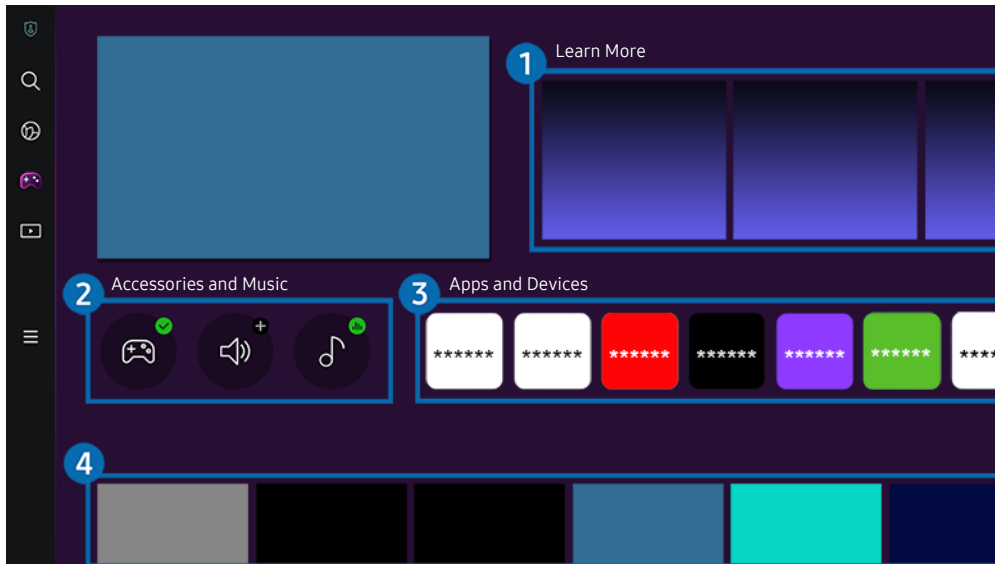 1 Learn More
2 Accessories and Music
3 Apps and Devices
****** ****** ****** ****** ****** ****** ****
4